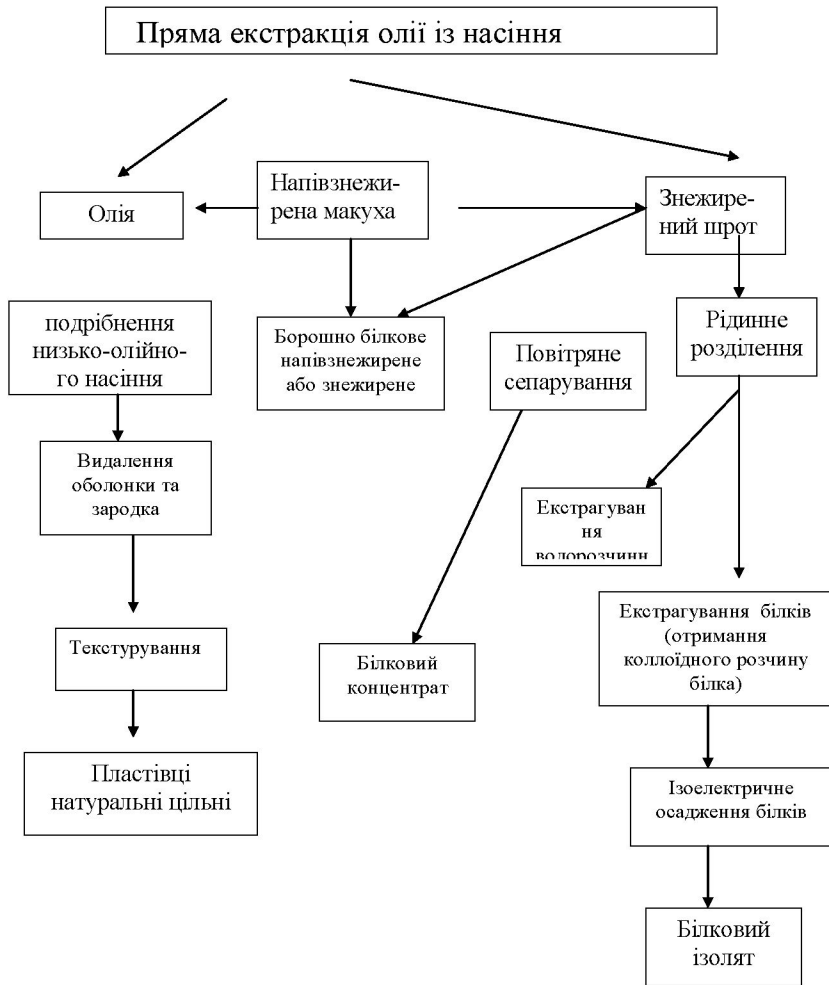 Пряма екстракція олії із насіння
Напівзнежи-
рена макуха
Олія
Знежире-
ний шрот
подрібнення
низько-олійно-
го насіння
Борошно білкове
напівзнежирене
або знежирене
Повітряне
сепарування
Рідинне
розділення
Видалення
оболонки та
зародка
Екстрагуван
ня
водорозчинн
Текстурування
Білковий
концентрат
Екстрагування білків
(отримання
коллоїдного розчину
білка)
Пластівці
натуральні цільні
Ізоелектричне
осадження білків
Білковий
ізолят